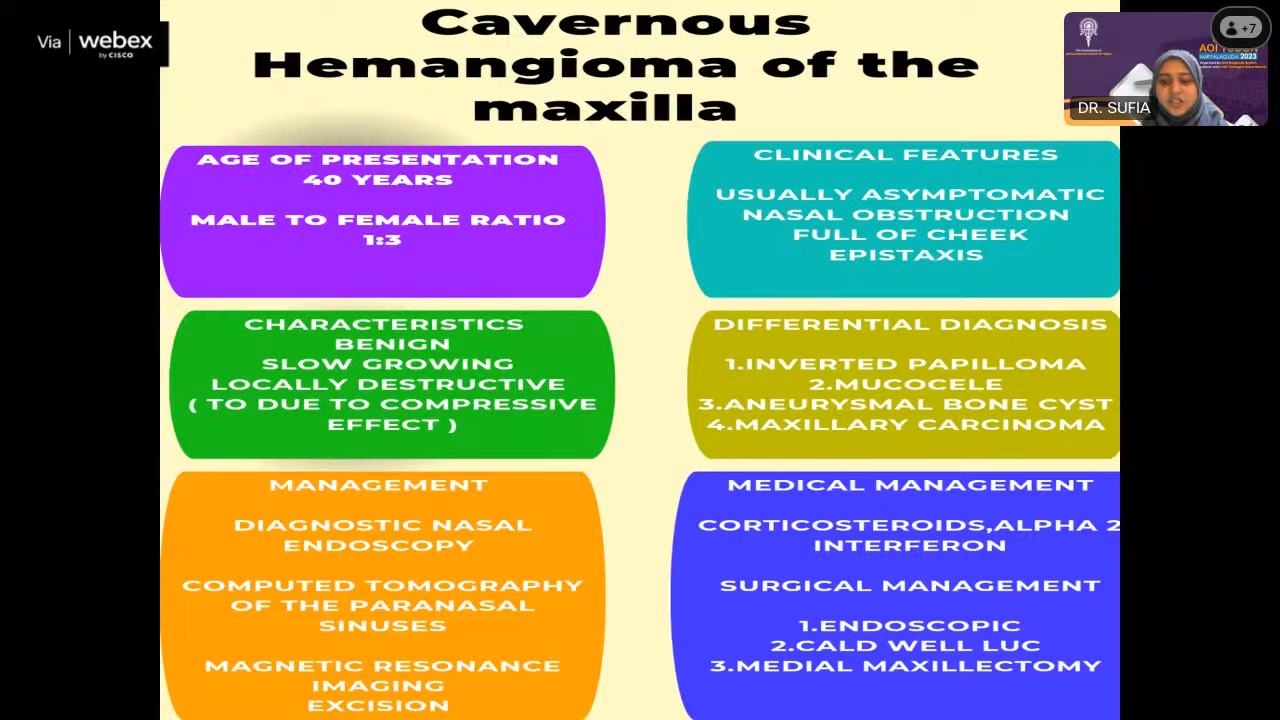 Via webex
by CISCO
Cavernous
Hemangioma of the
maxilla
+7
2023
DR. SUFIA
AGE OF PRESENTATION
40 YEARS
MALE TO FEMALE RATIO
1:3
CLINICAL FEATURES
USUALLY ASYMPTOMATIC
NASAL OBSTRUCTION
FULL OF CHEEK
EPISTAXIS
CHARACTERISTICS
BENIGN
SLOW GROWING
LOCALLY DESTRUCTIVE
( TO DUE TO COMPRESSIVE
EFFECT )
DIFFERENTIAL DIAGNOSIS
1.INVERTED PAPILLOMA
2.MUCOCELE
3.ANEURYSMAL BONE CYST
4.MAXILLARY CARCINOMA
MANAGEMENT
DIAGNOSTIC NASAL
ENDOSCOPY
COMPUTED TOMOGRAPHY
OF THE PARANASAL
SINUSES
MAGNETIC RESONANCE
IMAGING
EXCISION
MEDICAL MANAGEMENT
CORTICOSTEROIDS,ALPHA 2
INTERFERON
SURGICAL MANAGEMENT
1.ENDOSCOPIC
2.CALD WELL LUC
3.MEDIAL MAXILLECTOMY